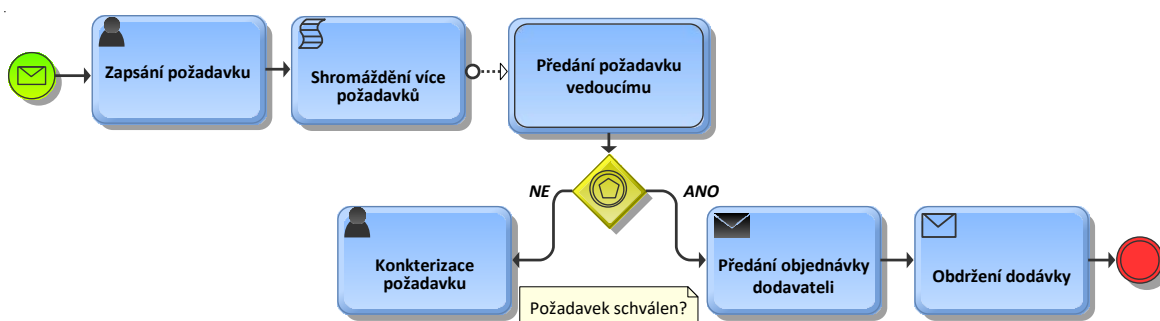 Zapsání požadavku
Shromáždění více
požadavků
Předání požadavku
vedoucímu
NE
ANO
Konkterizace
požadavku
Předání objednávky
dodavateli
Obdržení dodávky
Požadavek schválen?